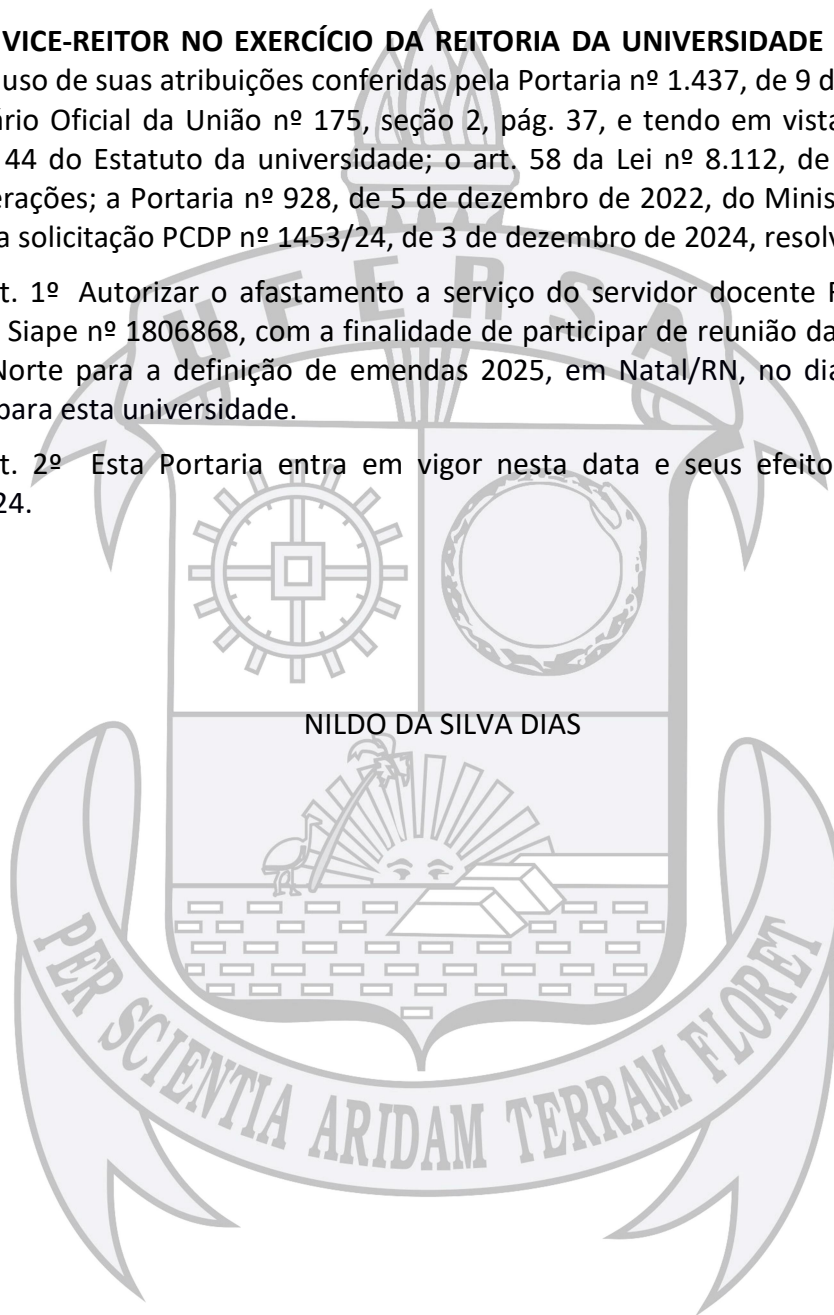 VICE-REITOR NO EXERCÍCIO DA REITORIA DA UNIVERSIDADE
uso de suas atribuições conferidas pela Portaria nº 1.437, de 9 d
ário Oficial da União nº 175, seção 2, pág. 37, e tendo em vista
44 do Estatuto da universidade; o art. 58 da Lei nº 8.112, de
erações; a Portaria nº 928, de 5 de dezembro de 2022, do Minis
a solicitação PCDP nº 1453/24, de 3 de dezembro de 2024, resolv
t. 1º Autorizar o afastamento a serviço do servidor docente
Siape nº 1806868, com a finalidade de participar de reunião da
Norte para a definição de emendas 2025, em Natal/RN, no dia
para esta universidade.
t. 2º Esta Portaria entra em vigor nesta data e seus efeito
24.
UFERSA
NILDO DA SILVA DIAS
PER SCIENTIA ARIDAM TERRAM FLORET